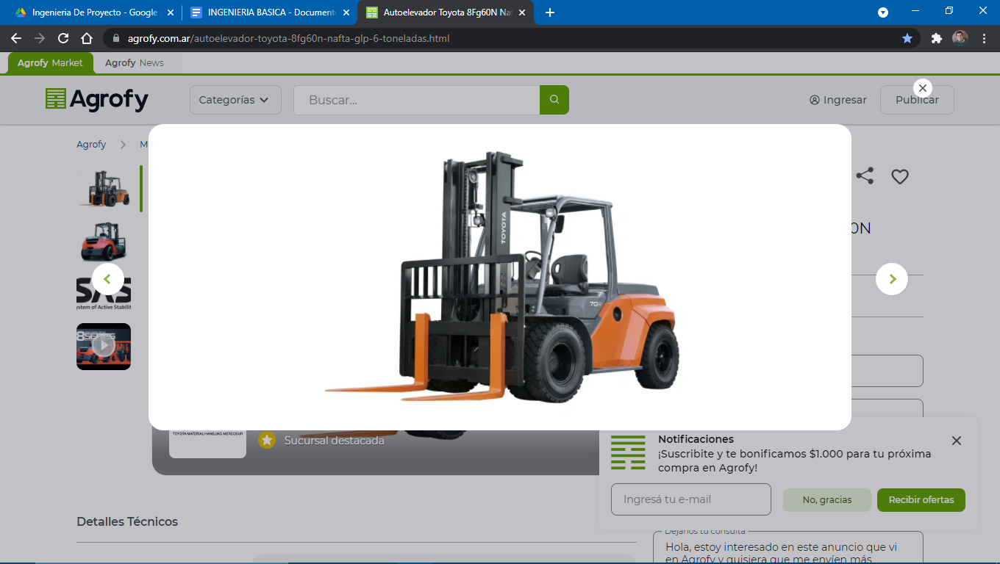 Ingenieria De Proyecto - Google
INGENIERIA BASICA - Document
Autoelevador Toyota 8Fg60N Naf
agrofy.com.ar/autoelevador-toyota-8fg60n-nafta-glp-6-toneladas.html
Agrofy Market
Agrofy News
Agrofy
Categorías
Buscar...
Ingresar
Publicar
Agrofy
M
0N
TOYOTA
70
SAS
ystem of Active Stabilit
8SERIES
TOYOTA MATERIAL HANDLING MERCOSUR
Sucursal destacada
Notificaciones
¡Suscribite y te bonificamos $1.000 para tu próxima
compra en Agrofy!
Ingresá tu e-mail
No, gracias
Recibir ofertas
Detalles Técnicos
Dejanos tu consulta
Hola, estoy interesado en este anuncio que vi
en Agrofy y quisiera que me envíen más